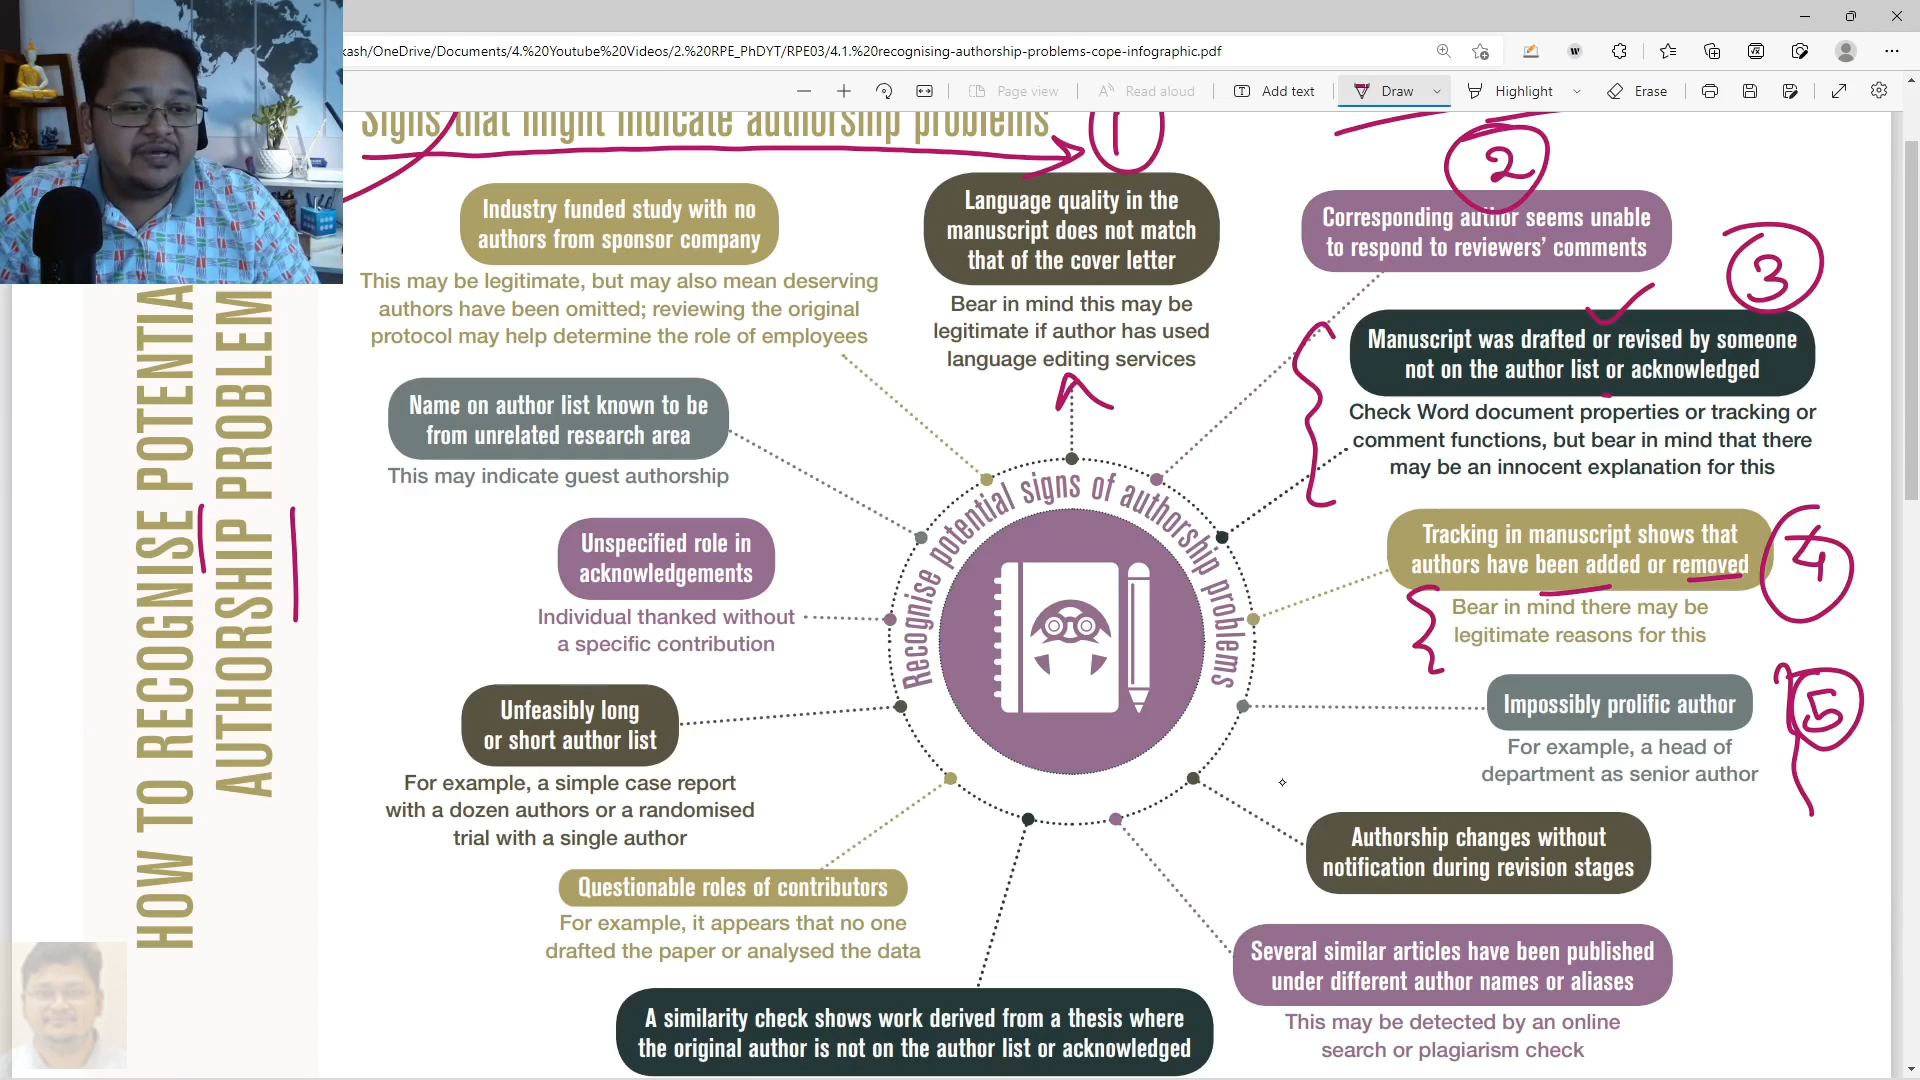 kash/OneDrive/Documents/4.%20Youtube%20Videos/2.%20RPE_PhDYT/RPE03/4.1.%20recognising-authorship-problems-cope-infographic.pdf
Page view
Read aloud
Add text
Draw
Highlight
Erase
Signs that might indicate authorship problems
1
2
3
4
5
HOW TO RECOGNISE POTENTIA
AUTHORSHIP PROBLEM
Industry funded study with no
authors from sponsor company
This may be legitimate, but may also mean deserving
authors have been omitted; reviewing the original
protocol may help determine the role of employees
Language quality in the
manuscript does not match
that of the cover letter
Bear in mind this may be
legitimate if author has used
language editing services
Corresponding author seems unable
to respond to reviewers’ comments
Manuscript was drafted or revised by someone
not on the author list or acknowledged
Check Word document properties or tracking or
comment functions, but bear in mind that there
may be an innocent explanation for this
Name on author list known to be
from unrelated research area
This may indicate guest authorship
Tracking in manuscript shows that
authors have been added or removed
Bear in mind there may be
legitimate reasons for this
Unspecified role in
acknowledgements
Individual thanked without
a specific contribution
Recognise potential signs of authorship problems
Impossibly prolific author
For example, a head of
department as senior author
Unfeasibly long
or short author list
For example, a simple case report
with a dozen authors or a randomised
trial with a single author
Authorship changes without
notification during revision stages
Questionable roles of contributors
For example, it appears that no one
drafted the paper or analysed the data
Several similar articles have been published
under different author names or aliases
This may be detected by an online
search or plagiarism check
A similarity check shows work derived from a thesis where
the original author is not on the author list or acknowledged